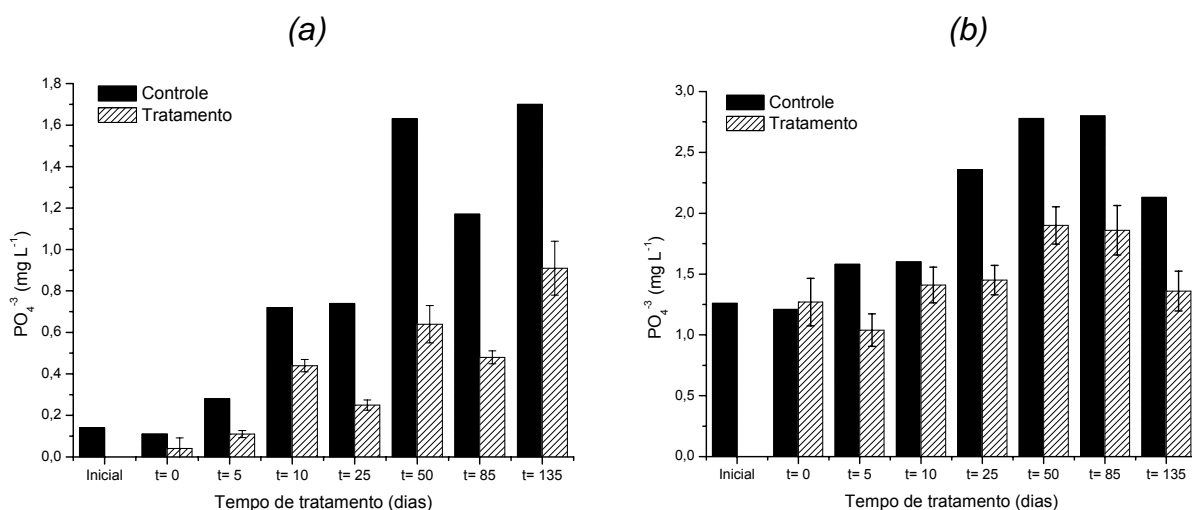 (a)
1,8
1,6
1,4
1,2
1,0
0,8
0,6
0,4
0,2
0,0
PO₄⁻³ (mg L⁻¹)
Controle
Tratamento
Inicial t= 0 t= 5 t= 10 t= 25 t= 50 t= 85 t= 135
Tempo de tratamento (dias)
(b)
3,0
2,5
2,0
1,5
1,0
0,5
0,0
PO₄⁻³ (mg L⁻¹)
Controle
Tratamento
Inicial t= 0 t= 5 t= 10 t= 25 t= 50 t= 85 t= 135
Tempo de tratamento (dias)